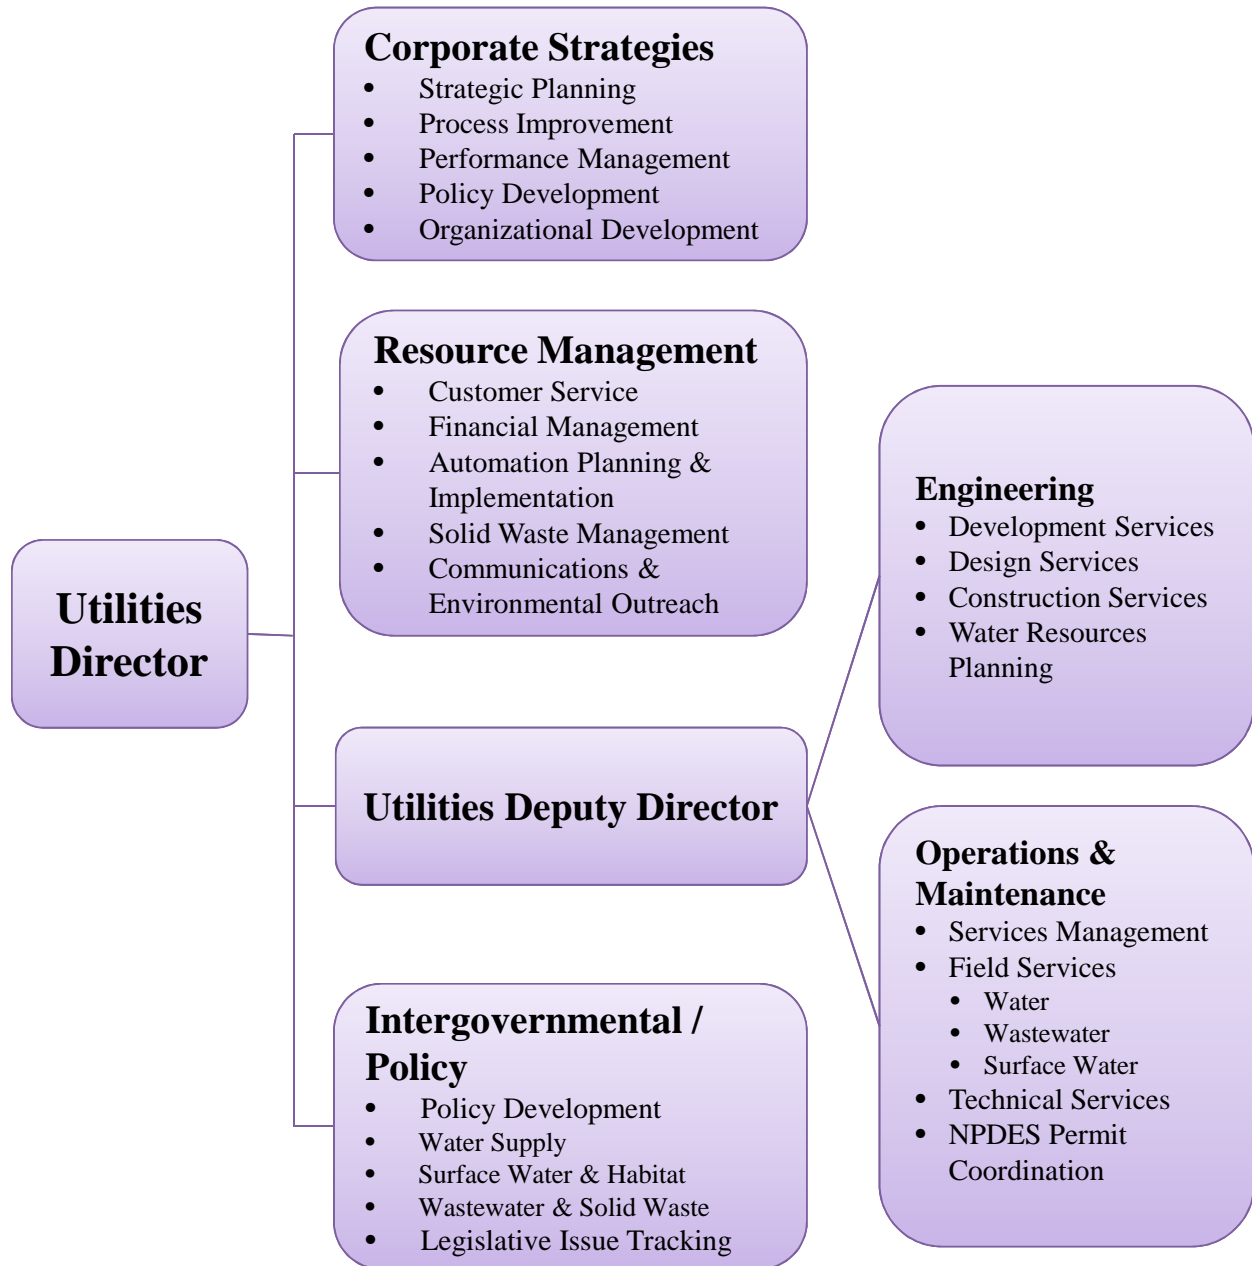 Corporate Strategies
• Strategic Planning
• Process Improvement
• Performance Management
• Policy Development
• Organizational Development
Resource Management
• Customer Service
• Financial Management
• Automation Planning &
Implementation
• Solid Waste Management
• Communications &
Environmental Outreach
Utilities
Director
Utilities Deputy Director
Intergovernmental /
Policy
• Policy Development
• Water Supply
• Surface Water & Habitat
• Wastewater & Solid Waste
• Legislative Issue Tracking
Engineering
• Development Services
• Design Services
• Construction Services
• Water Resources
Planning
Operations &
Maintenance
• Services Management
• Field Services
• Water
• Wastewater
• Surface Water
• Technical Services
• NPDES Permit
Coordination